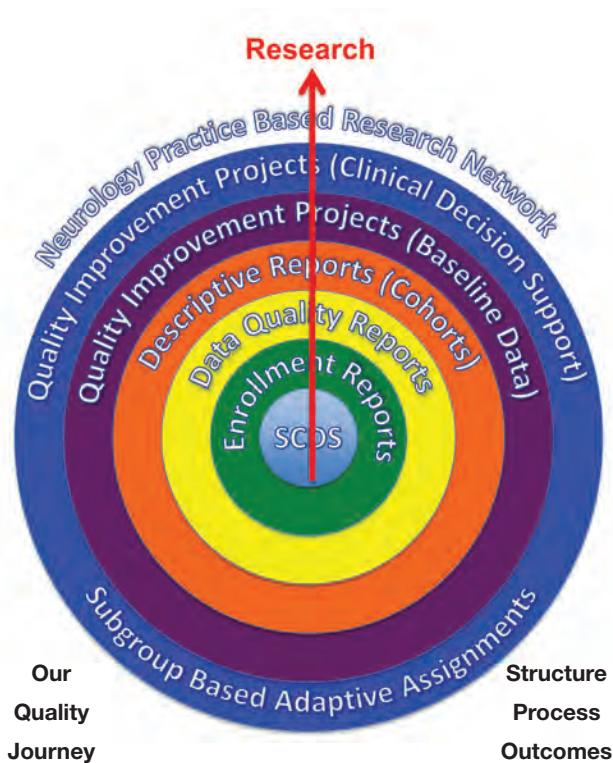 Research
Neurology Practice Based Research Network
Quality Improvement Projects (Clinical Decision Support)
Quality Improvement Projects (Baseline Data)
Descriptive Reports (Cohorts)
Data Quality Reports
Enrollment Reports
SCDS
Subgroup Based Adaptive Assignments
Our
Quality
Journey
Structure
Process
Outcomes